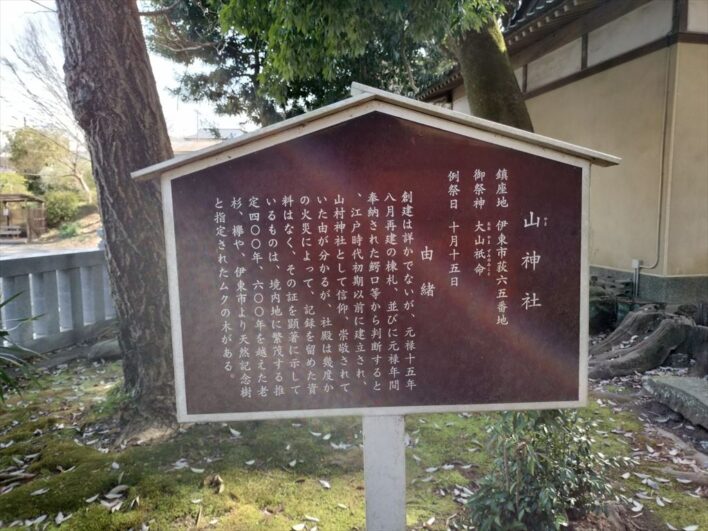 山神社
鎮座地 伊東市荻六五番地
御祭神 大山祇命
例祭日 十月十五日
由緒
創建は詳かでないが、元禄十五年
八月再建の棟札、並びに元禄年間
奉納された鰐口等から判断すると
、江戸時代初期以前に建立され、
山村神社として信仰、崇敬されて
いた由が分かるが、社殿は幾度か
の火災によって、記録を留めた資
料はなく、その証を顕著に示して
いるものは、境内地に繁茂する推
定四〇〇年、六〇〇年を越えた老
杉、欅や、伊東市より天然記念樹
と指定されたムクの木がある。